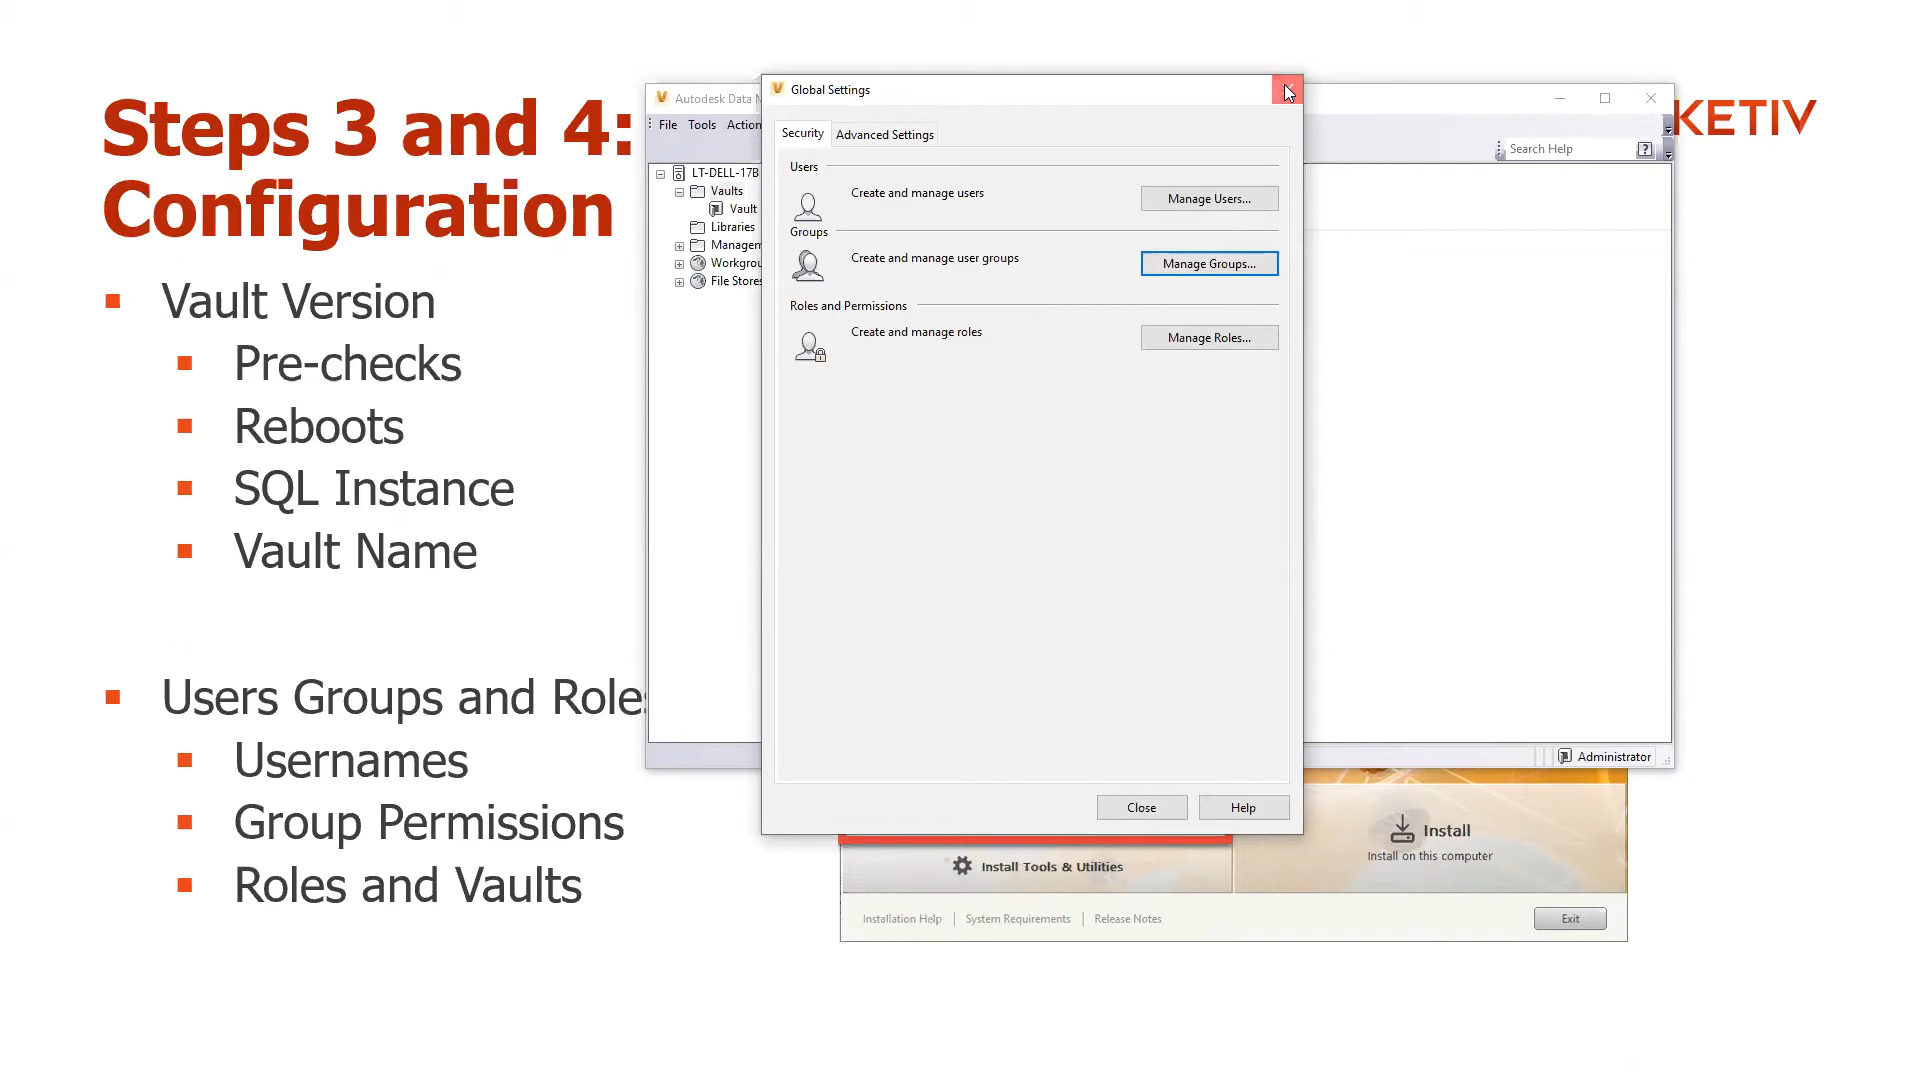 Steps 3 and 4:
Configuration
Vault Version
Pre-checks
Reboots
SQL Instance
Vault Name
Users Groups and Roles
Usernames
Group Permissions
Roles and Vaults
KETIV
Autodesk Data M
File Tools Action
Search Help
LT-DELL-17B
Vaults
Vault
Libraries
Managem
Workgrou
File Stores
Administrator
Global Settings
Security
Advanced Settings
Users
Create and manage users
Manage Users...
Groups
Create and manage user groups
Manage Groups...
Roles and Permissions
Create and manage roles
Manage Roles...
Close
Help
Install
Install on this computer
Install Tools & Utilities
Installation Help | System Requirements | Release Notes
Exit